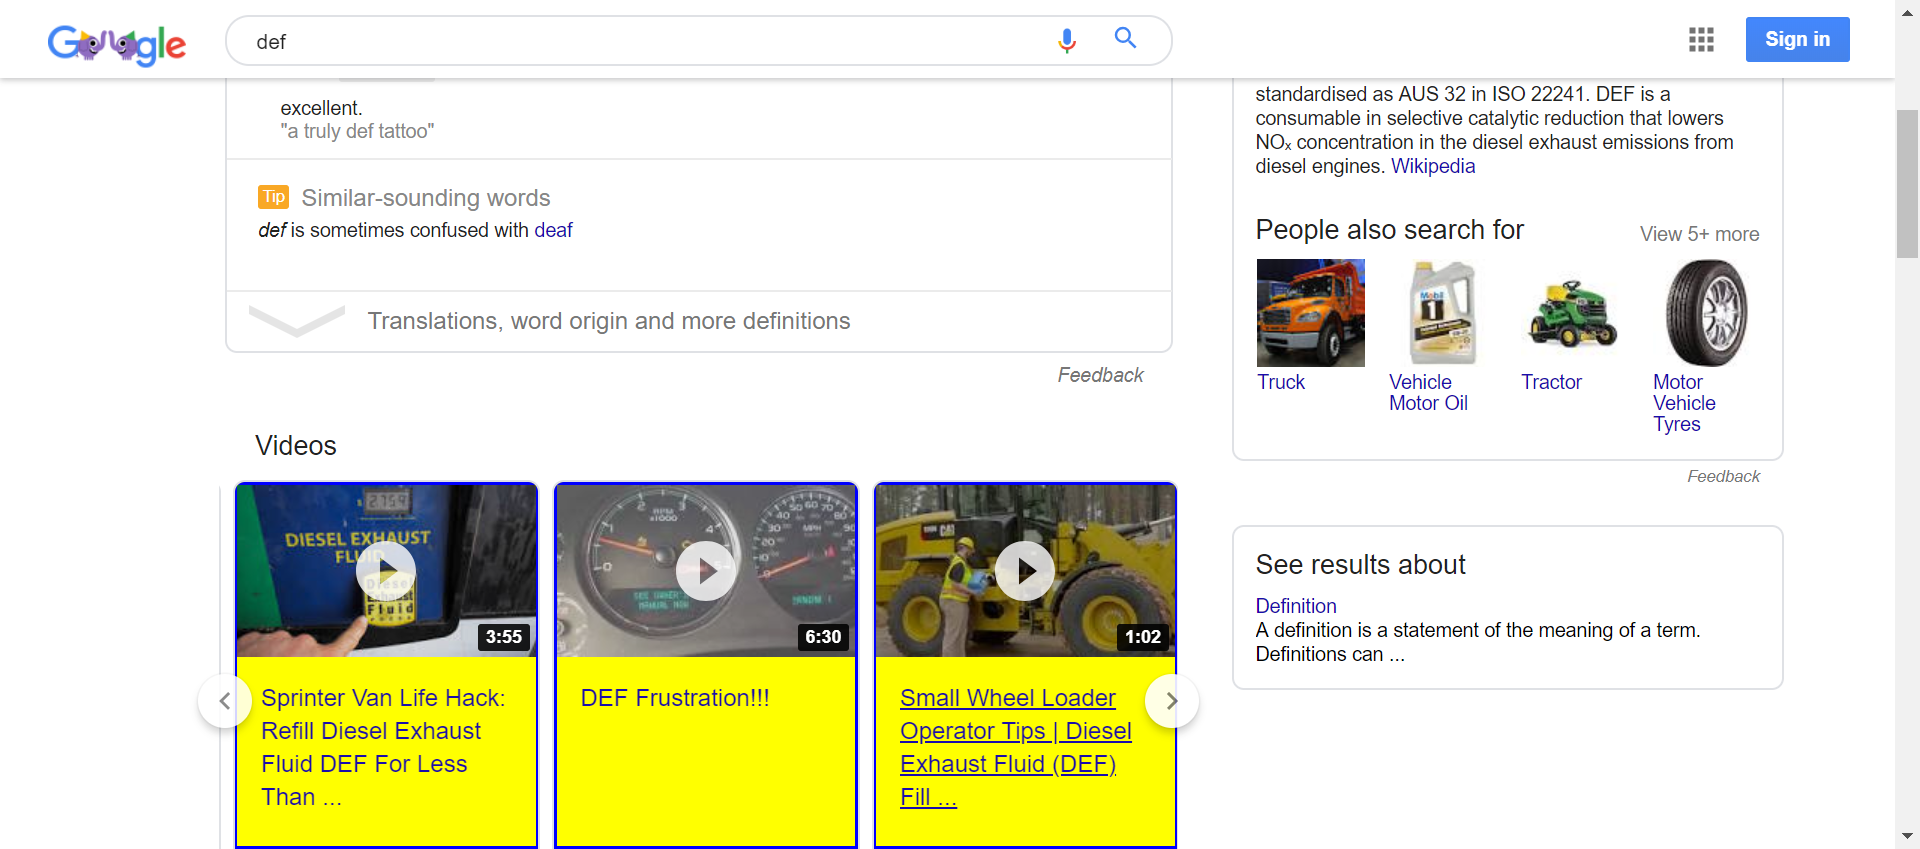 Google
def
Sign in
excellent.
"a truly def tattoo"
Tip Similar-sounding words
def is sometimes confused with deaf
Translations, word origin and more definitions
Feedback
Videos
DIESEL EXHAUST
FLUID
Diesel
Exhaust
Fluid
3:55
6:30
1:02
Sprinter Van Life Hack:
Refill Diesel Exhaust
Fluid DEF For Less
Than ...
DEF Frustration!!!
Small Wheel Loader
Operator Tips | Diesel
Exhaust Fluid (DEF)
Fill ...
standardised as AUS 32 in ISO 22241. DEF is a
consumable in selective catalytic reduction that lowers
NOₓ concentration in the diesel exhaust emissions from
diesel engines. Wikipedia
People also search for
View 5+ more
Mobil
1
Truck
Vehicle
Motor Oil
Tractor
Motor
Vehicle
Tyres
Feedback
See results about
Definition
A definition is a statement of the meaning of a term.
Definitions can ...